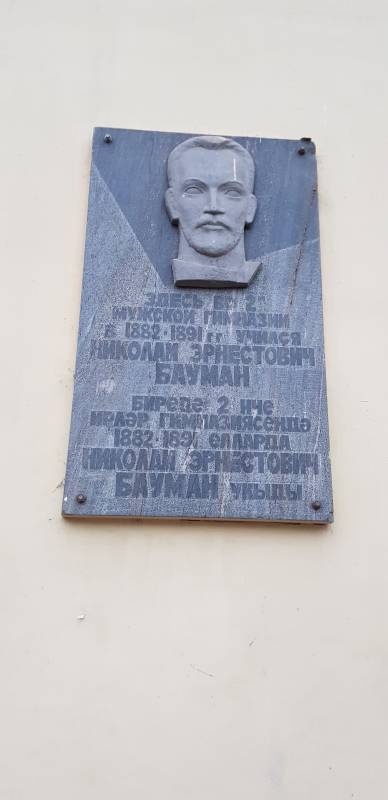 ЗДЕСЬ ВО 2й
МУЖСКОЙ ГИМНАЗИИ
В 1882-1891 гг. УЧИЛСЯ
НИКОЛАЙ ЭРНЕСТОВИЧ
БАУМАН
БИРЕДӘ 2 НЧЕ
ИРЛӘР ГИМНАЗИЯСЕНДӘ
1882-1891 ЕЛЛАРДА
НИКОЛАЙ ЭРНЕСТОВИЧ
БАУМАН УКЫДЫ